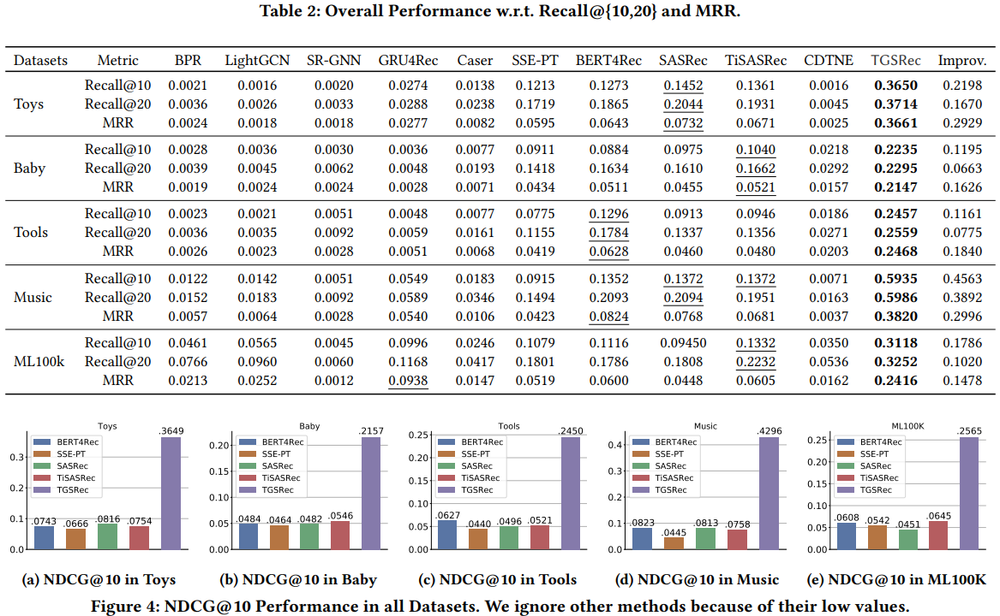 Table 2: Overall Performance w.r.t. Recall@{10,20} and MRR.
Datasets Metric BPR LightGCN SR-GNN GRU4Rec Caser SSE-PT BERT4Rec SASRec TiSASRec CDTNE TGSRec Improv.
Recall@10 0.0021 0.0016 0.0020 0.0274 0.0138 0.1213 0.1273 0.1452 0.1361 0.0016 0.3650 0.2198
Toys Recall@20 0.0036 0.0026 0.0033 0.0288 0.0238 0.1719 0.1865 0.2044 0.1931 0.0045 0.3714 0.1670
MRR 0.0024 0.0018 0.0018 0.0277 0.0082 0.0595 0.0643 0.0732 0.0671 0.0025 0.3661 0.2929
Recall@10 0.0028 0.0036 0.0030 0.0036 0.0077 0.0911 0.0884 0.0975 0.1040 0.0218 0.2235 0.1195
Baby Recall@20 0.0039 0.0045 0.0062 0.0048 0.0193 0.1418 0.1634 0.1610 0.1662 0.0292 0.2295 0.0663
MRR 0.0019 0.0024 0.0024 0.0028 0.0071 0.0434 0.0511 0.0455 0.0521 0.0157 0.2147 0.1626
Recall@10 0.0023 0.0021 0.0051 0.0048 0.0077 0.0775 0.1296 0.0913 0.0946 0.0186 0.2457 0.1161
Tools Recall@20 0.0036 0.0035 0.0092 0.0059 0.0161 0.1155 0.1784 0.1337 0.1356 0.0271 0.2559 0.0775
MRR 0.0026 0.0023 0.0028 0.0051 0.0068 0.0419 0.0628 0.0460 0.0480 0.0203 0.2468 0.1840
Recall@10 0.0122 0.0142 0.0051 0.0549 0.0183 0.0915 0.1352 0.1372 0.1372 0.0071 0.5935 0.4563
Music Recall@20 0.0152 0.0183 0.0092 0.0589 0.0346 0.1494 0.2093 0.2094 0.1951 0.0163 0.5986 0.3892
MRR 0.0057 0.0064 0.0028 0.0540 0.0106 0.0423 0.0824 0.0768 0.0681 0.0037 0.3820 0.2996
Recall@10 0.0461 0.0565 0.0045 0.0996 0.0246 0.1079 0.1116 0.09450 0.1332 0.0350 0.3118 0.1786
ML100k Recall@20 0.0766 0.0960 0.0060 0.1168 0.0417 0.1801 0.1786 0.1808 0.2232 0.0536 0.3252 0.1020
MRR 0.0213 0.0252 0.0012 0.0938 0.0147 0.0519 0.0600 0.0448 0.0605 0.0162 0.2416 0.1478
Toys
.3649
BERT4Rec
SSE-PT
SASRec
TiSASRec
TGSRec
0.3
0.1
0.0
.0743 .0666 .0816 .0754
(a) NDCG@10 in Toys
Baby
.2157
BERT4Rec
SSE-PT
SASRec
TiSASRec
TGSRec
0.20
0.15
0.10
0.05
0.00
.0484 .0464 .0482 .0546
(b) NDCG@10 in Baby
Tools
.2450
BERT4Rec
SSE-PT
SASRec
TiSASRec
TGSRec
0.25
0.20
0.15
0.10
0.05
0.00
.0627 .0440 .0496 .0521
(c) NDCG@10 in Tools
Music
.4296
BERT4Rec
SSE-PT
SASRec
TiSASRec
TGSRec
0.4
0.3
0.2
0.1
0.0
.0823 .0445 .0813 .0758
(d) NDCG@10 in Music
ML100K
.2565
BERT4Rec
SSE-PT
SASRec
TiSASRec
TGSRec
0.25
0.20
0.15
0.10
0.05
0.00
.0608 .0542 .0451 .0645
(e) NDCG@10 in ML100K
Figure 4: NDCG@10 Performance in all Datasets. We ignore other methods because of their low values.